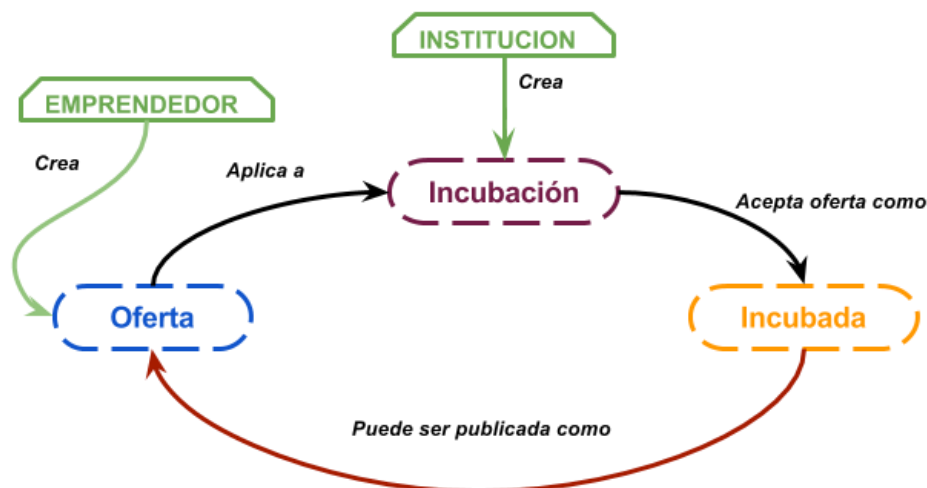 INSTITUCION
Crea
EMPRENDEDOR
Crea
Aplica a
Incubación
Acepta oferta como
Oferta
Incubada
Puede ser publicada como